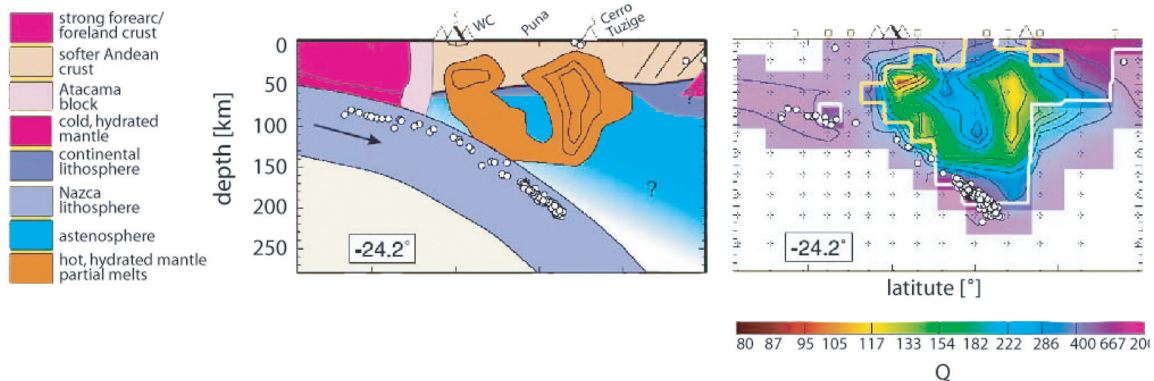 strong forearc/
foreland crust
softer Andean
crust
Atacama
block
cold, hydrated
mantle
continental
lithosphere
Nazca
lithosphere
astenosphere
hot, hydrated mantle
partial melts
WC
Puna
Cerro
Tuzige
depth [km]
0
50
100
150
200
250
?
?
-24.2°
-24.2°
latitute [°]
80 87 95 105 117 133 154 182 222 286 400 667 200
Q